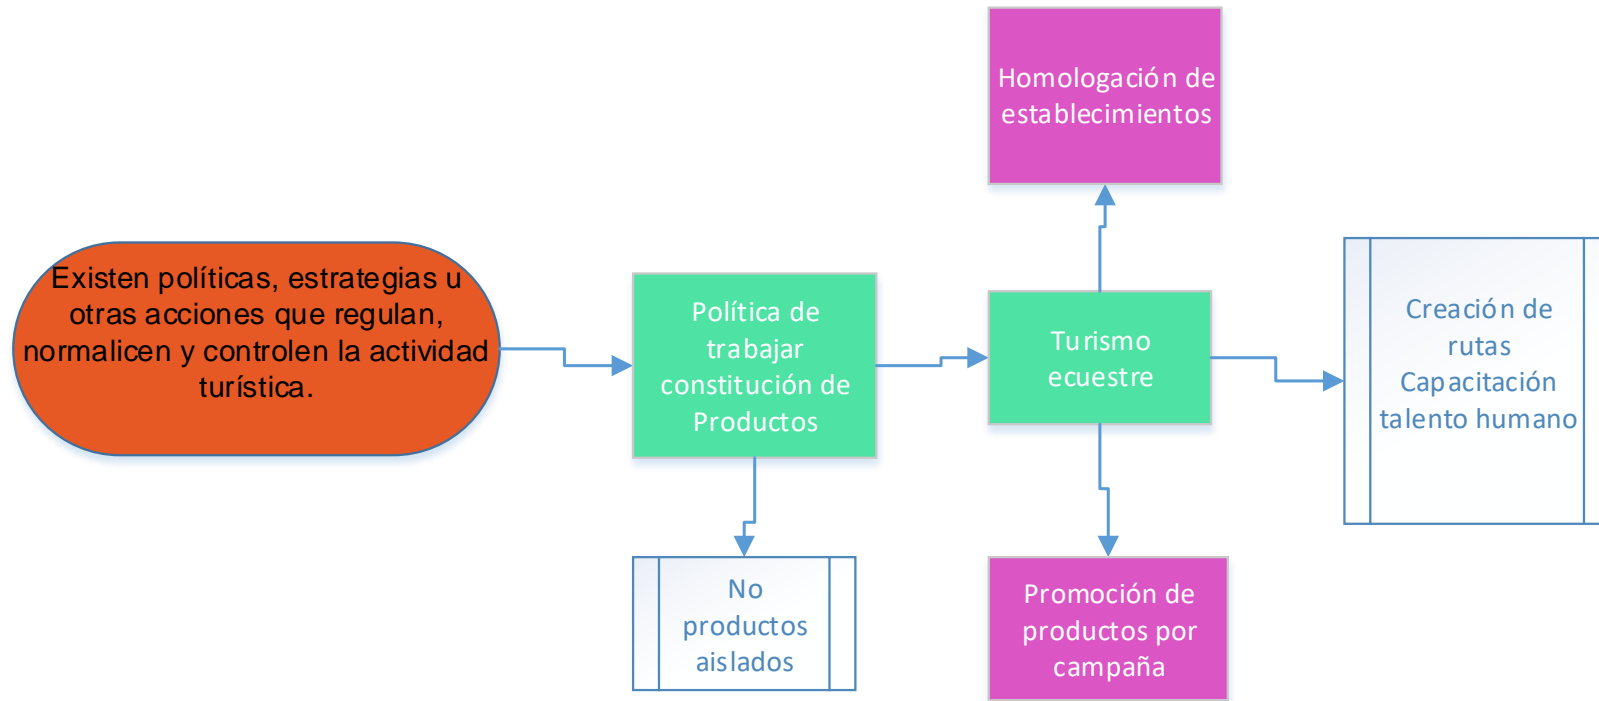 Existen políticas, estrategias u
otras acciones que regulan,
normalicen y controlen la actividad
turística.
Política de
trabajar
constitución de
Productos
No
productos
aislados
Homologación de
establecimientos
Turismo
ecuestre
Promoción de
productos por
campaña
Creación de
rutas
Capacitación
talento humano